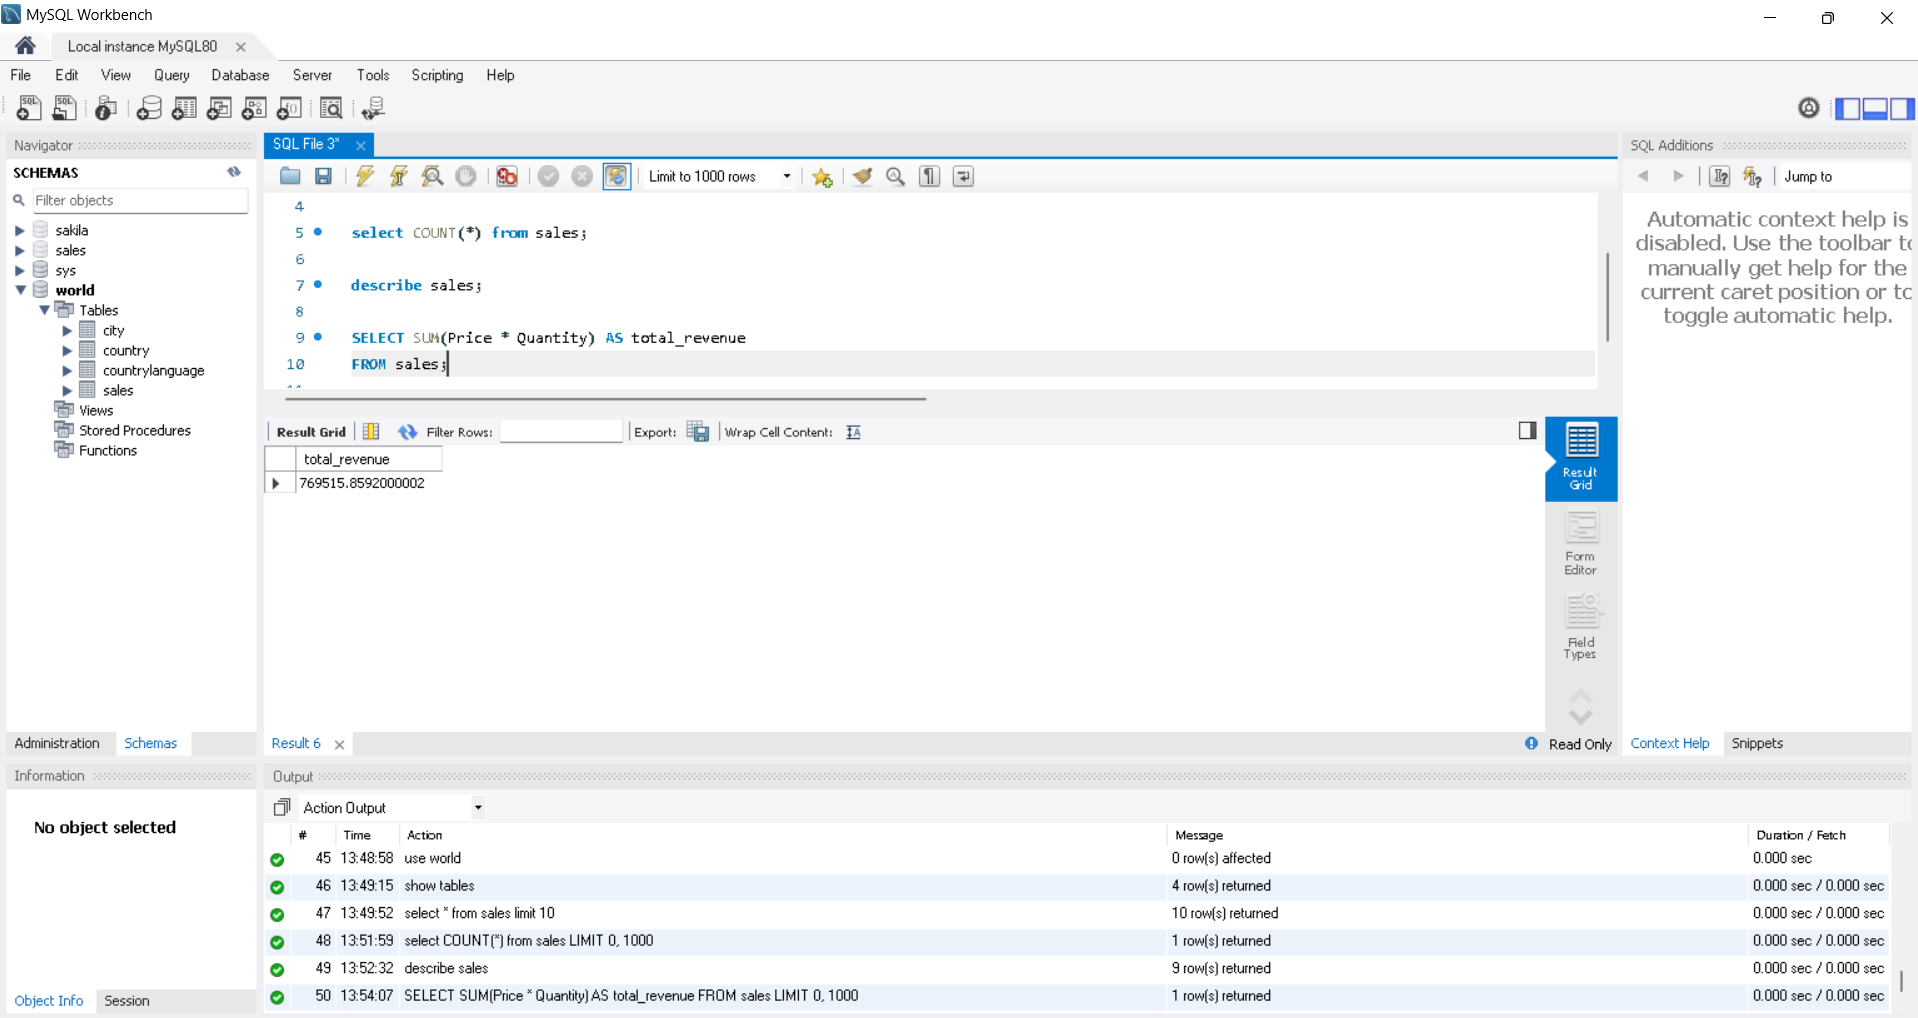 MySQL Workbench
Local instance MySQL80
File Edit View Query Database Server Tools Scripting Help
Navigator
SCHEMAS
Filter objects
sakila
sales
sys
world
Tables
city
country
countrylanguage
sales
Views
Stored Procedures
Functions
Administration Schemas
Information
No object selected
Object Info Session
SQL File 3*
Limit to 1000 rows
4
5 select COUNT(*) from sales;
6
7 describe sales;
8
9 SELECT SUM(Price * Quantity) AS total_revenue
10 FROM sales;
Result Grid Filter Rows: Export: Wrap Cell Content:
total_revenue
769515.8592000002
Result
Grid
Form
Editor
Field
Types
Result 6
Read Only
SQL Additions
Jump to
Automatic context help is
disabled. Use the toolbar to
manually get help for the
current caret position or to
toggle automatic help.
Context Help Snippets
Output
Action Output
# Time Action Message Duration / Fetch
45 13:48:58 use world 0 row(s) affected 0.000 sec
46 13:49:15 show tables 4 row(s) returned 0.000 sec / 0.000 sec
47 13:49:52 select * from sales limit 10 10 row(s) returned 0.000 sec / 0.000 sec
48 13:51:59 select COUNT(*) from sales LIMIT 0, 1000 1 row(s) returned 0.000 sec / 0.000 sec
49 13:52:32 describe sales 9 row(s) returned 0.000 sec / 0.000 sec
50 13:54:07 SELECT SUM(Price * Quantity) AS total_revenue FROM sales LIMIT 0, 1000 1 row(s) returned 0.000 sec / 0.000 sec